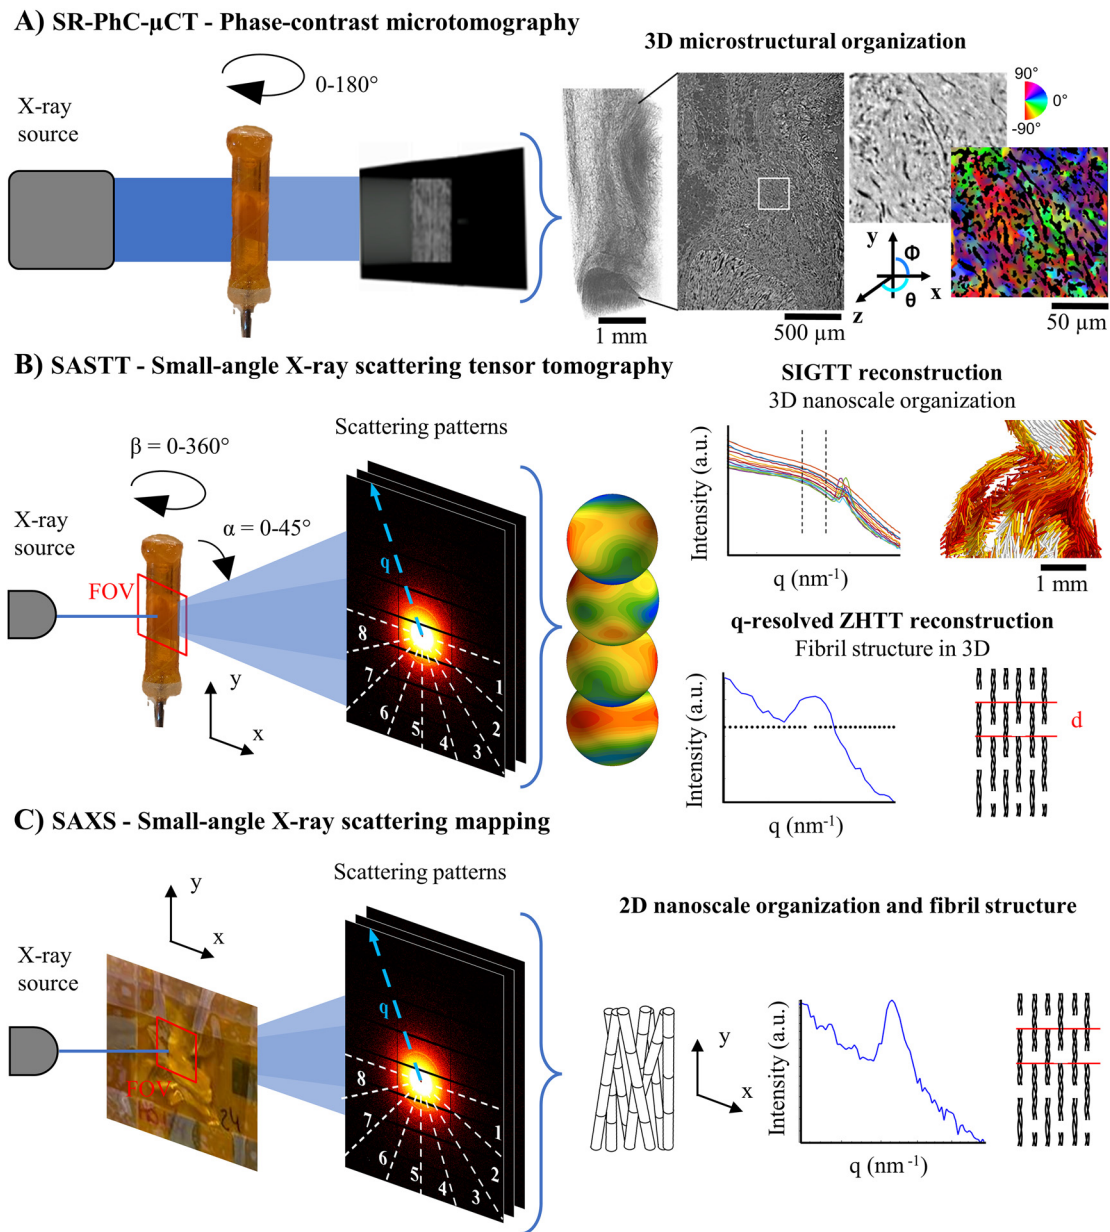 A) SR-PhC-µCT - Phase-contrast microtomography
3D microstructural organization
0-180°
X-ray
source
90°
0°
-90°
y
Φ
x
θ
z
1 mm
500 µm
50 µm
B) SASTT - Small-angle X-ray scattering tensor tomography
SIGTT reconstruction
3D nanoscale organization
Scattering patterns
β = 0-360°
α = 0-45°
X-ray
source
FOV
q
8
7
6
5
4
3
2
1
y
x
Intensity (a.u.)
q (nm-1)
1 mm
q-resolved ZHTT reconstruction
Fibril structure in 3D
Intensity (a.u.)
d
q (nm-1)
C) SAXS - Small-angle X-ray scattering mapping
Scattering patterns
2D nanoscale organization and fibril structure
y
x
X-ray
source
FOV
24
q
8
7
6
5
4
3
2
1
y
x
Intensity (a.u.)
q (nm-1)